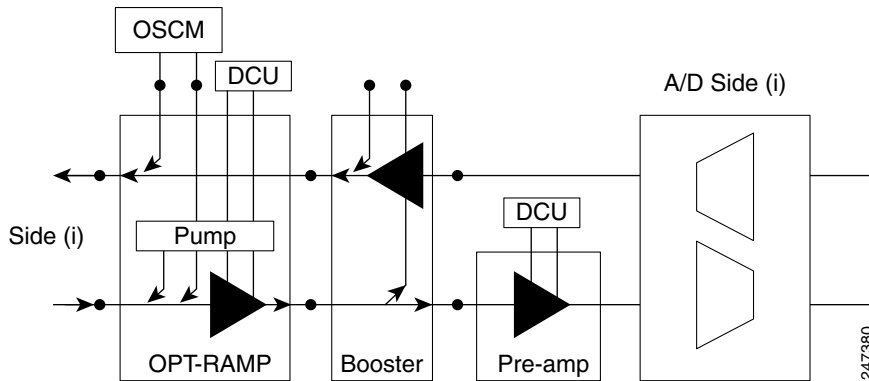 OSCM
DCU
A/D Side (i)
DCU
Side (i)
Pump
OPT-RAMP
Booster
Pre-amp
247380